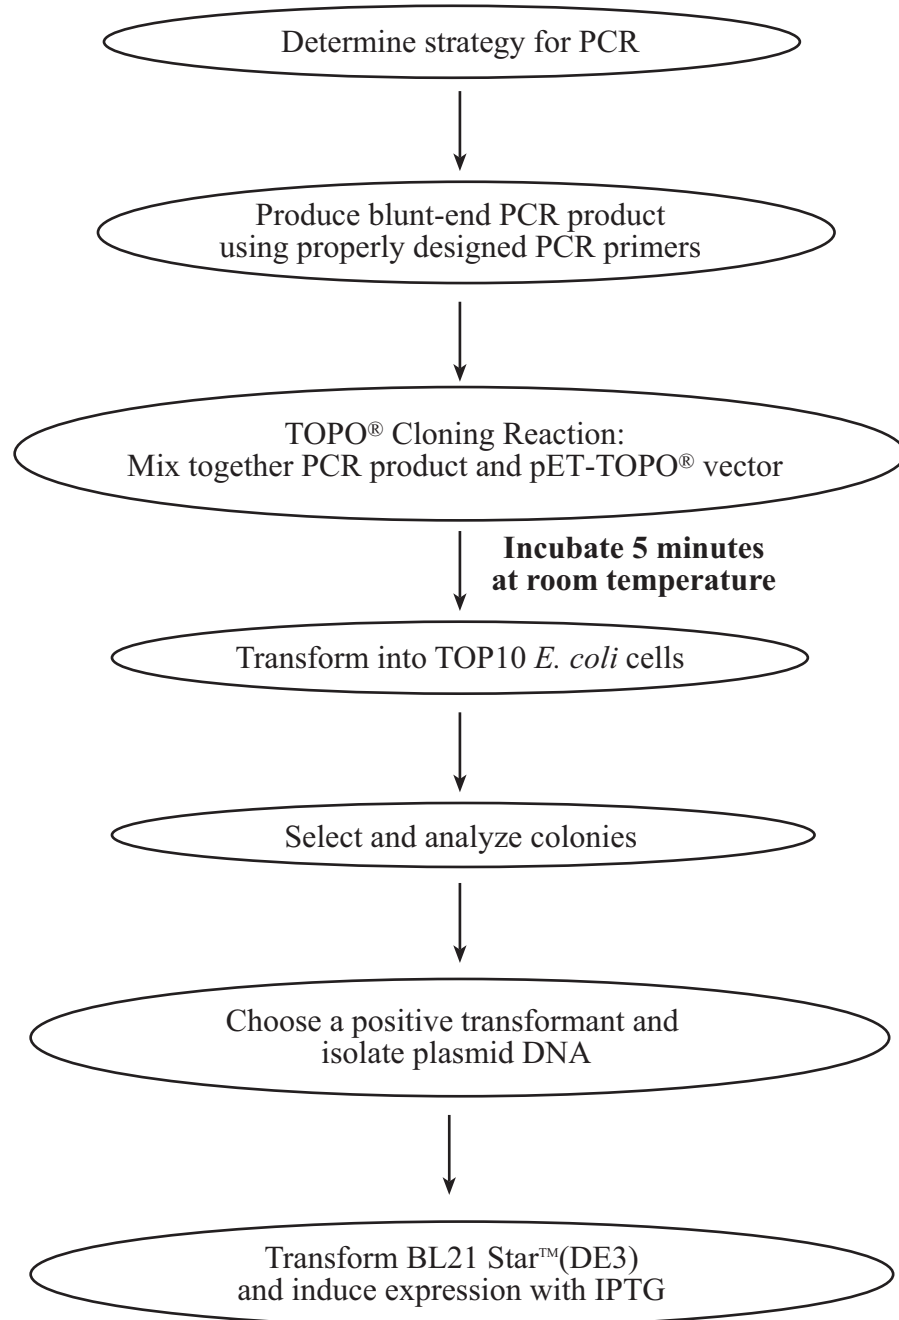 Determine strategy for PCR
Produce blunt-end PCR product
using properly designed PCR primers
TOPO® Cloning Reaction:
Mix together PCR product and pET-TOPO® vector
Incubate 5 minutes
at room temperature
Transform into TOP10 E. coli cells
Select and analyze colonies
Choose a positive transformant and
isolate plasmid DNA
Transform BL21 Star™(DE3)
and induce expression with IPTG